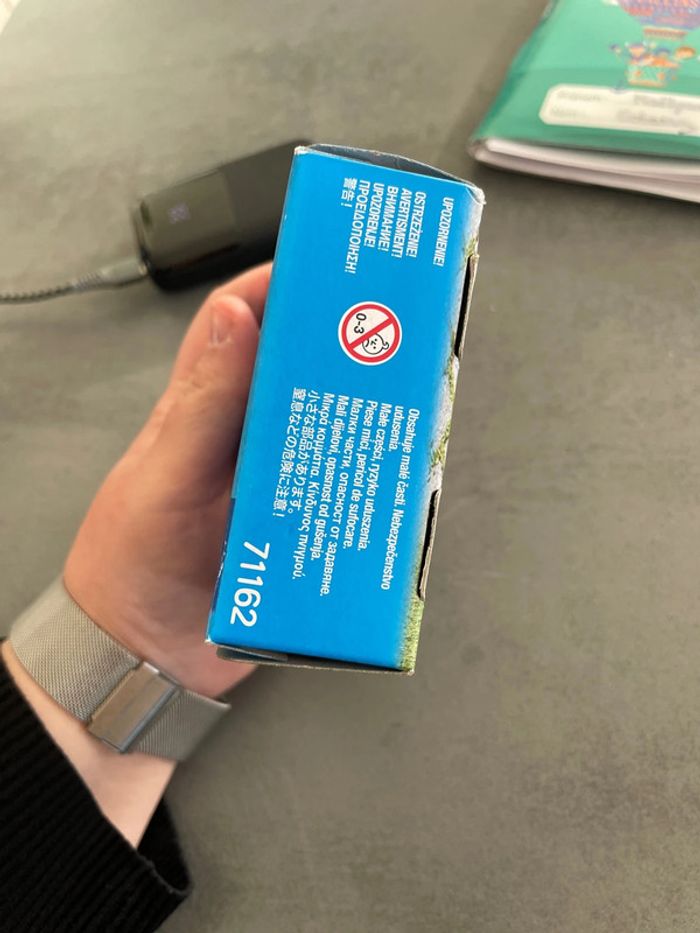 UPOZORNENIE!
OSTRZEŻENIE!
AVERTISMENT!
ВНИМАНИЕ!
UPOZORENJE!
ΠΡΟΕΙΔΟΠΟΙΗΣΗ!
警告！
0-3
Obsahuje malé časti. Nebezpečenstvo
udusenia.
Małe części, ryzyko uduszenia.
Piese mici, pericol de sufocare.
Малки части, опасност от задавяне.
Mali dijelovi, opasnost od gušenja.
Μικρά κομμάτια. Κίνδυνος πνιγμού.
小さな部品があります。
窒息などの危険に注意！
71162